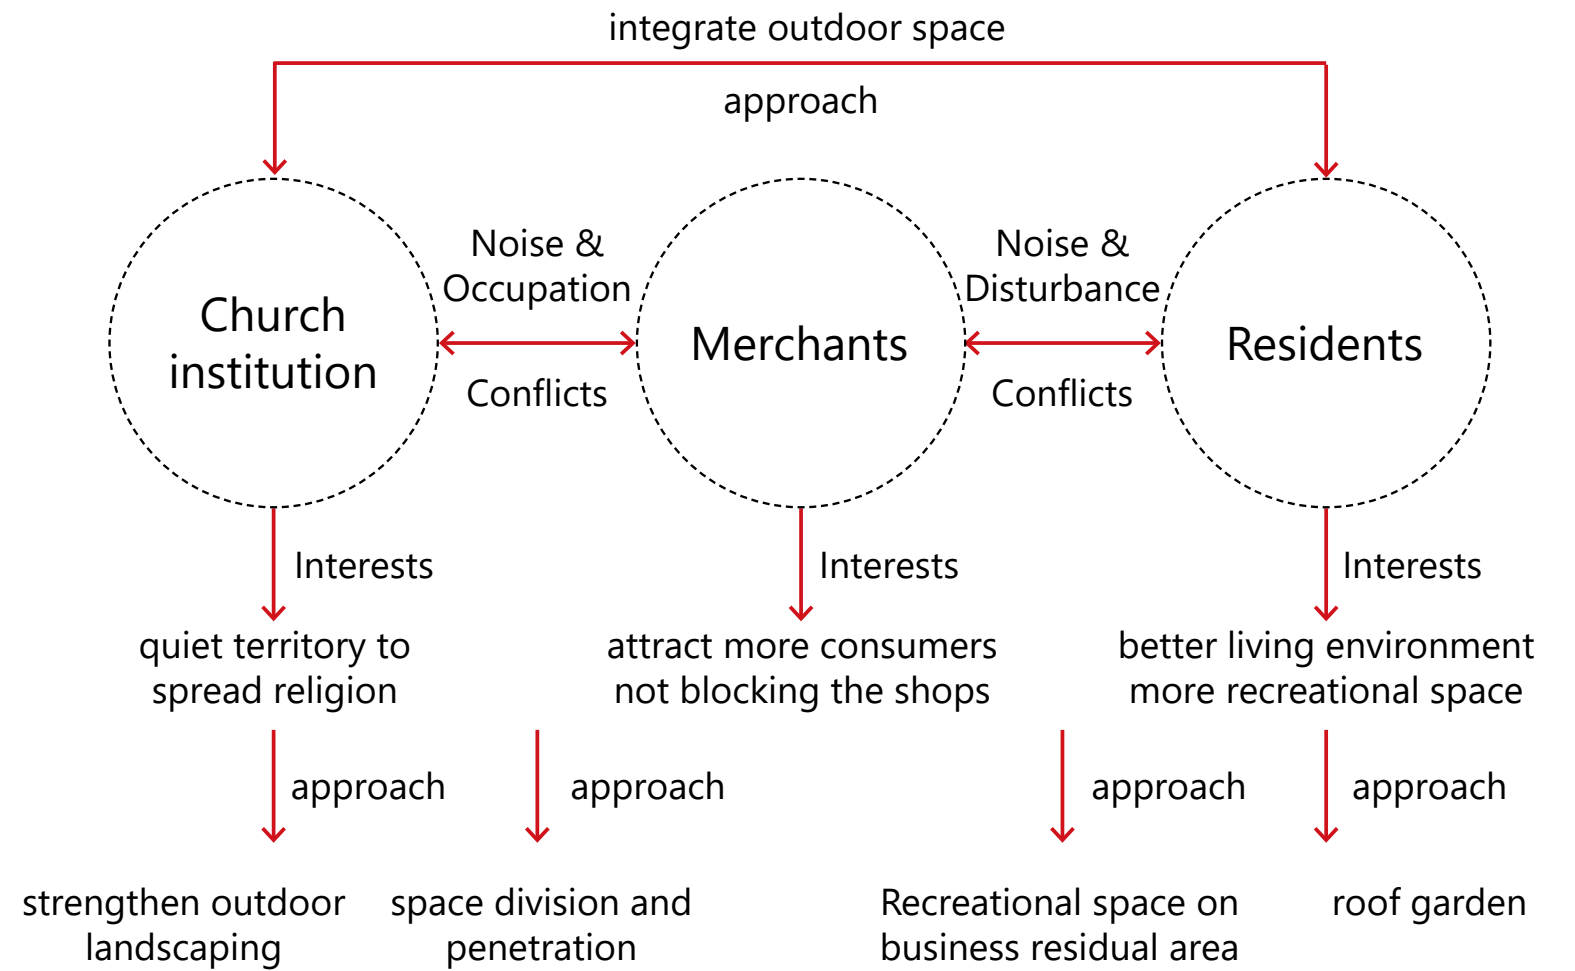 integrate outdoor space
approach
Noise &
Occupation
Noise &
Disturbance
Church
institution
Merchants
Residents
Conflicts
Conflicts
Interests
Interests
Interests
quiet territory to
spread religion
attract more consumers
not blocking the shops
better living environment
more recreational space
approach
approach
approach
approach
strengthen outdoor
landscaping
space division and
penetration
Recreational space on
business residual area
roof garden